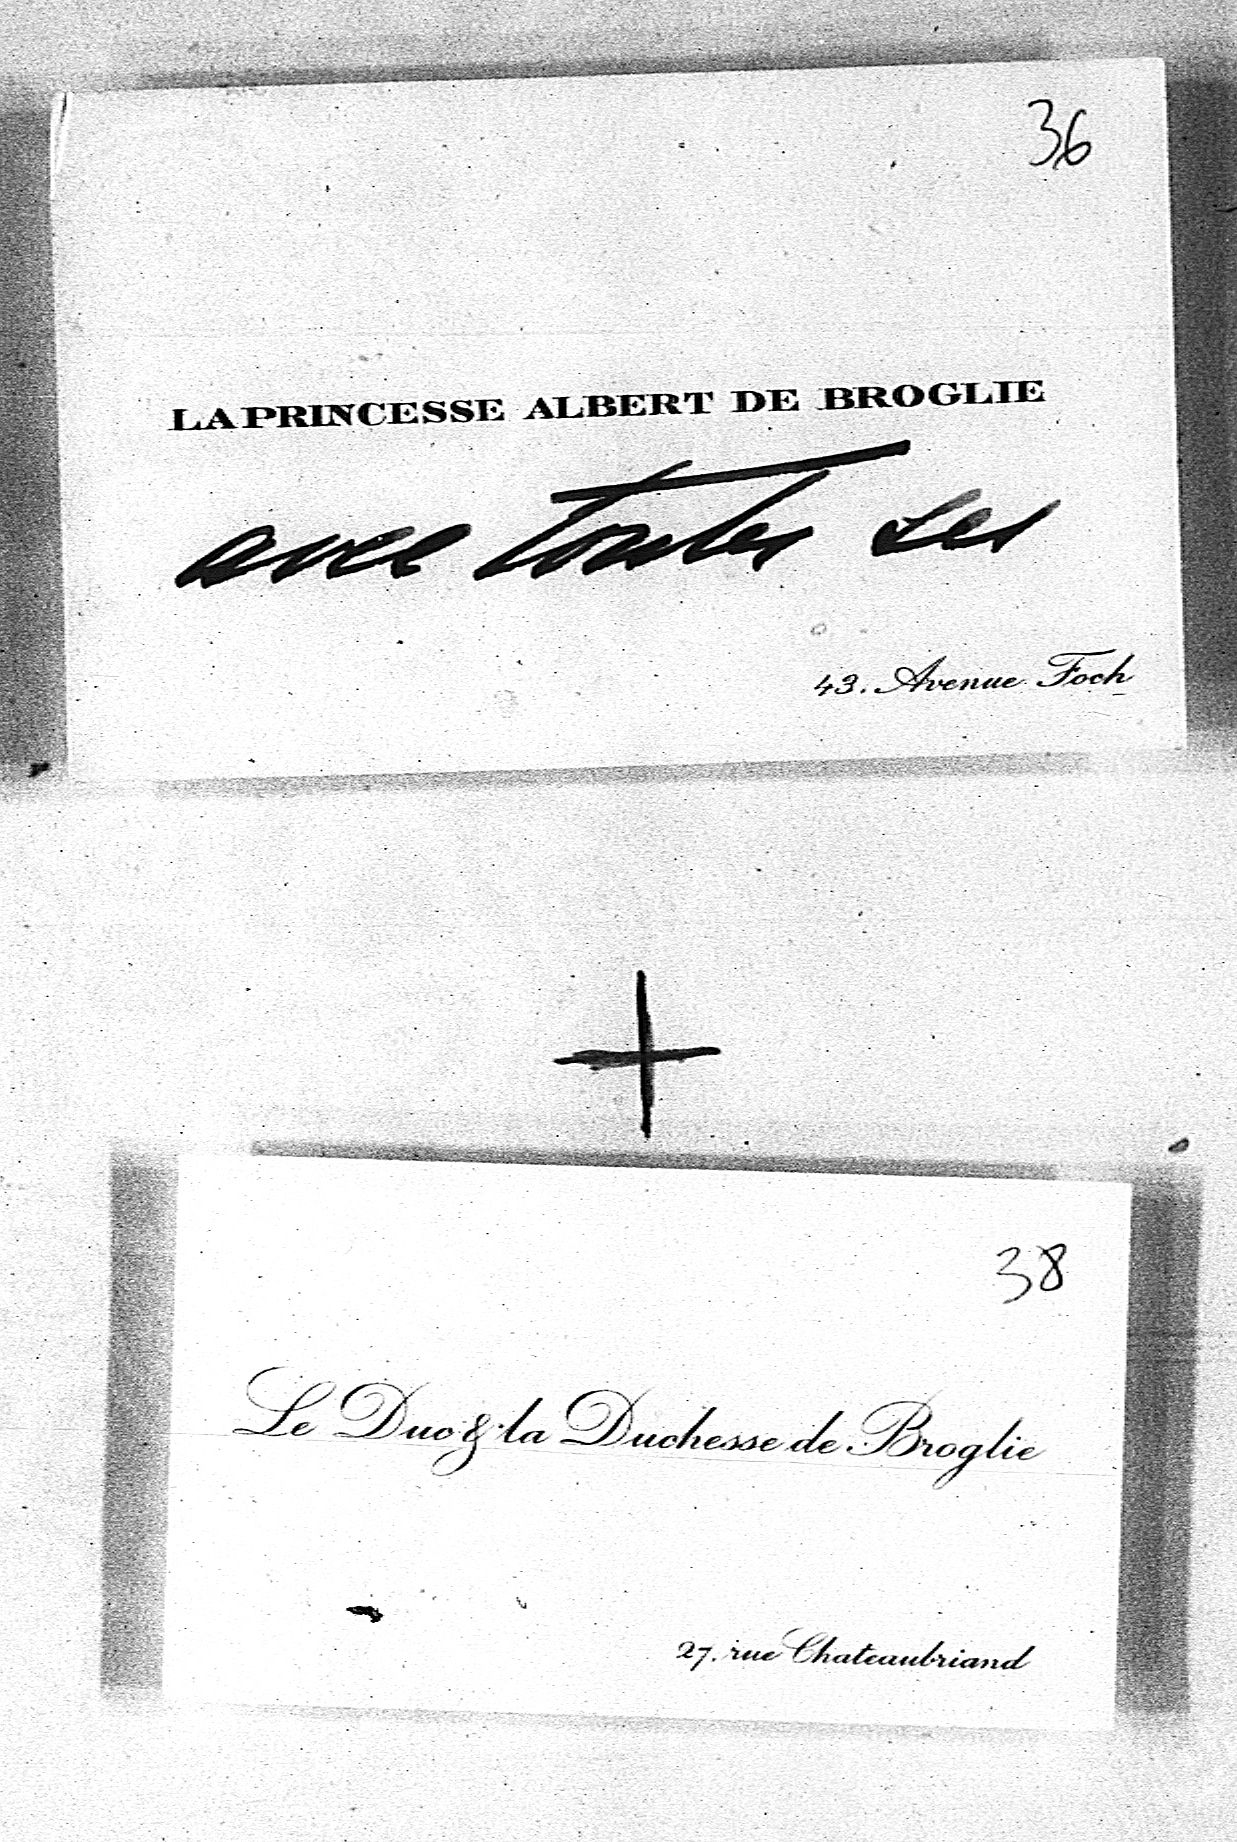 36
LA PRINCESSE ALBERT DE BROGLIE
avec toutes ses
43. Avenue Foch
38
Le Duc & la Duchesse de Broglie
27, rue Chateaubriand